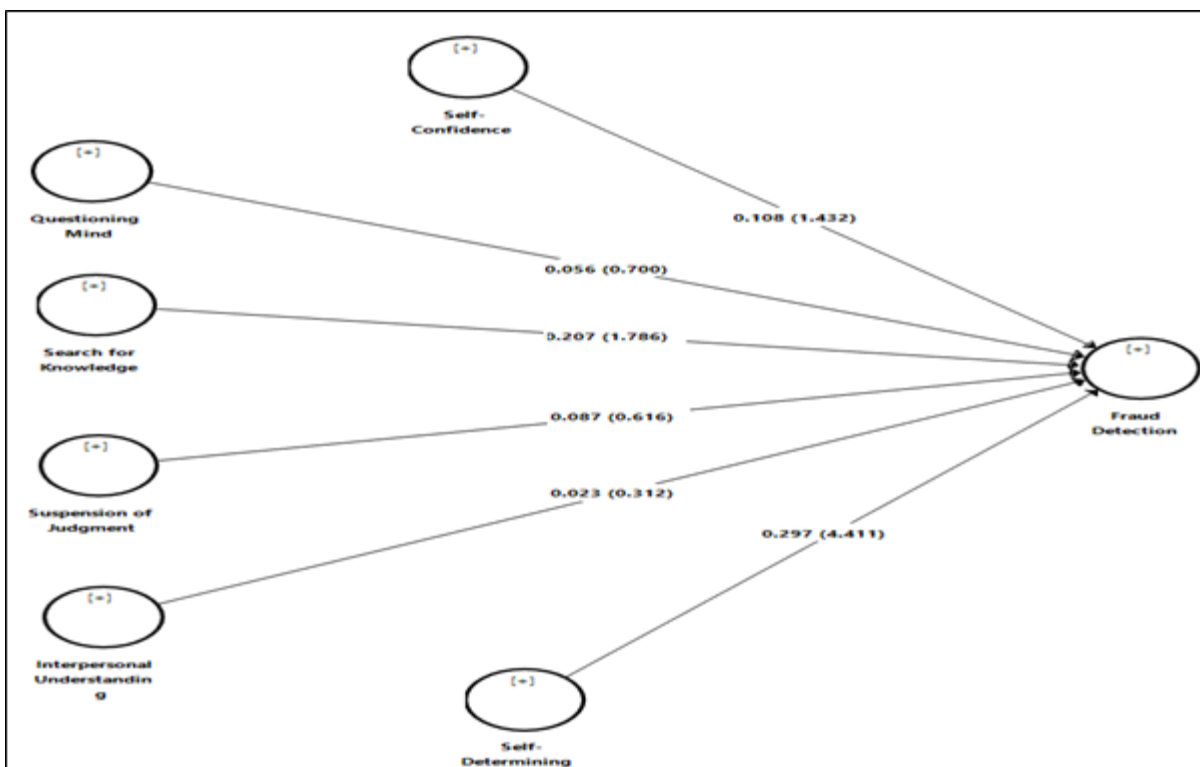 [+]
Self-
Confidence
[+]
Questioning
Mind
0.108 (1.432)
0.056 (0.700)
[+]
Search for
Knowledge
0.207 (1.786)
[+]
Fraud
Detection
0.087 (0.616)
[+]
Suspension of
Judgment
0.023 (0.312)
0.297 (4.411)
[+]
Interpersonal
Understandin
g
[+]
Self-
Determining